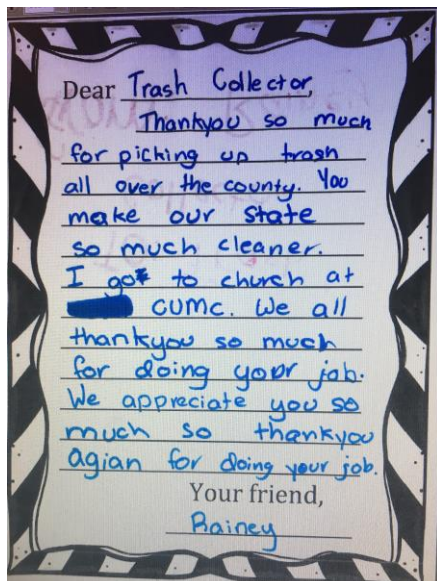 Dear Trash Collector,
Thankyou so much
for picking up trash
all over the county. You
make our state
so much cleaner.
I go to church at
CUMC. We all
thankyou so much
for doing your job.
We appreciate you so
much so thankyou
agian for doing your job.
Your friend,
Rainey